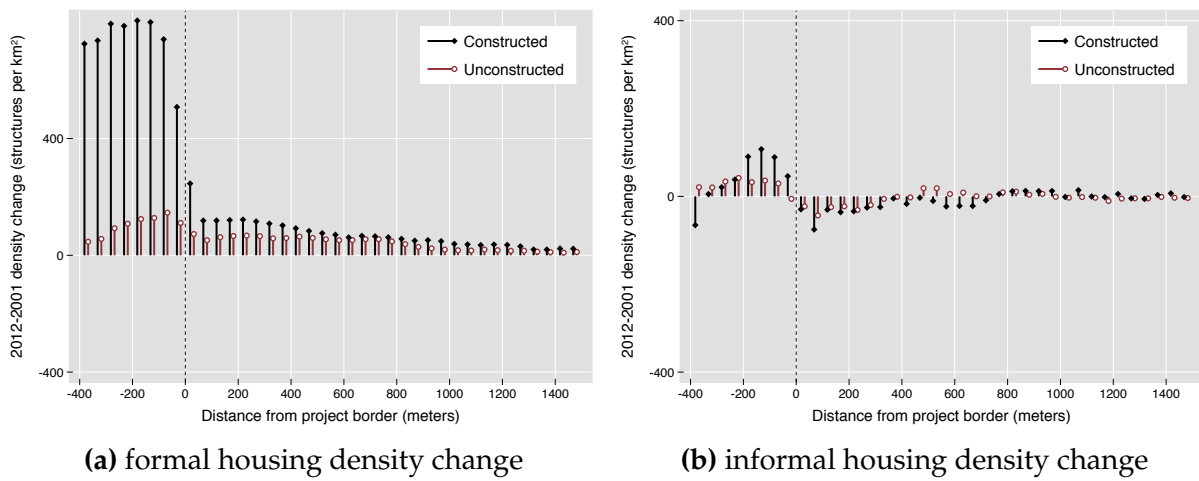 2012-2001 density change (structures per km²)
400
0
-400
Constructed
Unconstructed
-400 -200 0 200 400 600 800 1000 1200 1400
Distance from project border (meters)
(a) formal housing density change
2012-2001 density change (structures per km²)
400
0
-400
Constructed
Unconstructed
-400 -200 0 200 400 600 800 1000 1200 1400
Distance from project border (meters)
(b) informal housing density change